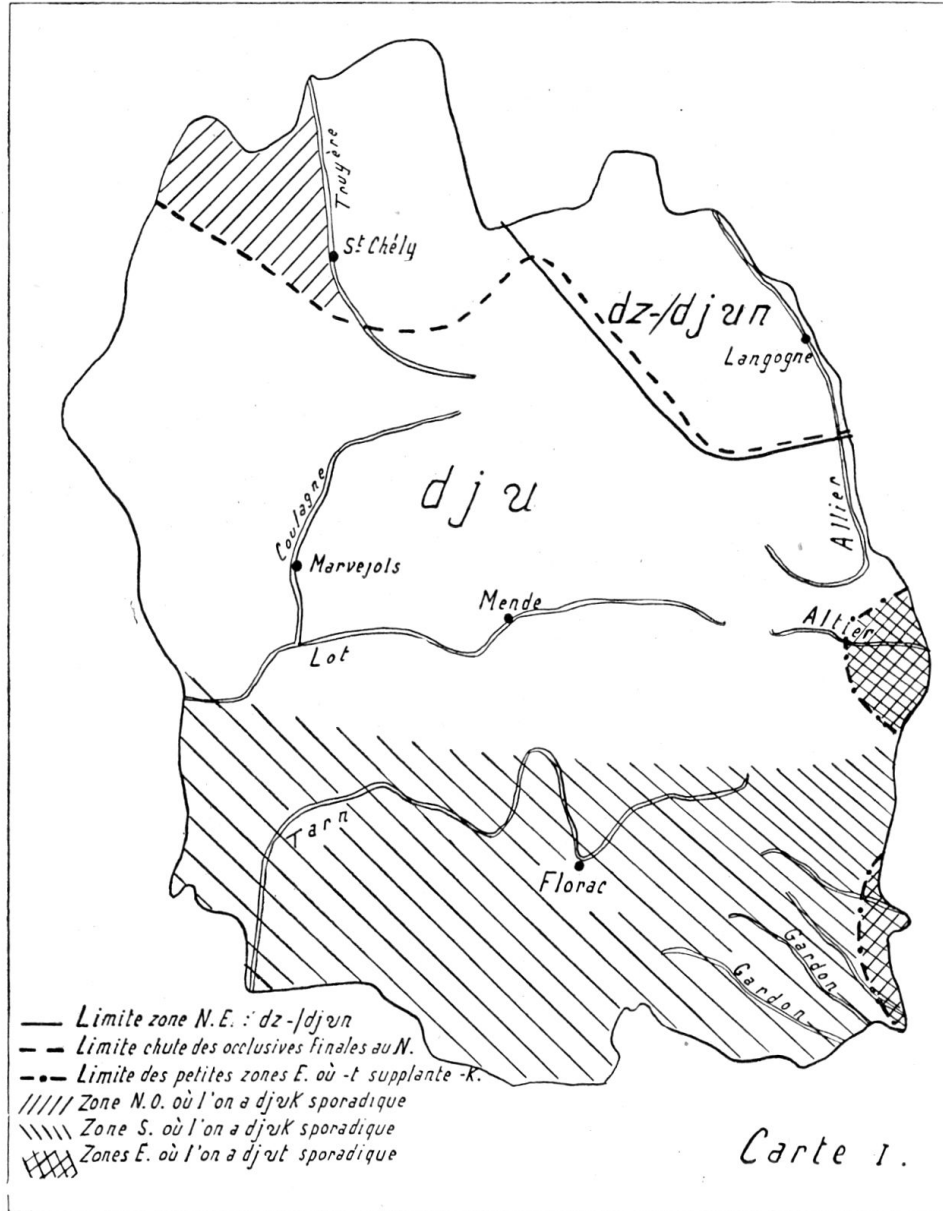 Truyère
St Chély
dz-/djun
Langogne
Coulagne
dju
Allier
Marvejols
Mende
Altier
Lot
Tarn
Florac
Gardon
Gardon
Limite zone N.E. : dz-/djun
Limite chute des occlusives finales au N.
Limite des petites zones E. où -t supplante -k.
Zone N.O. où l'on a djuk sporadique
Zone S. où l'on a djuk sporadique
Zones E. où l'on a djut sporadique
Carte I.